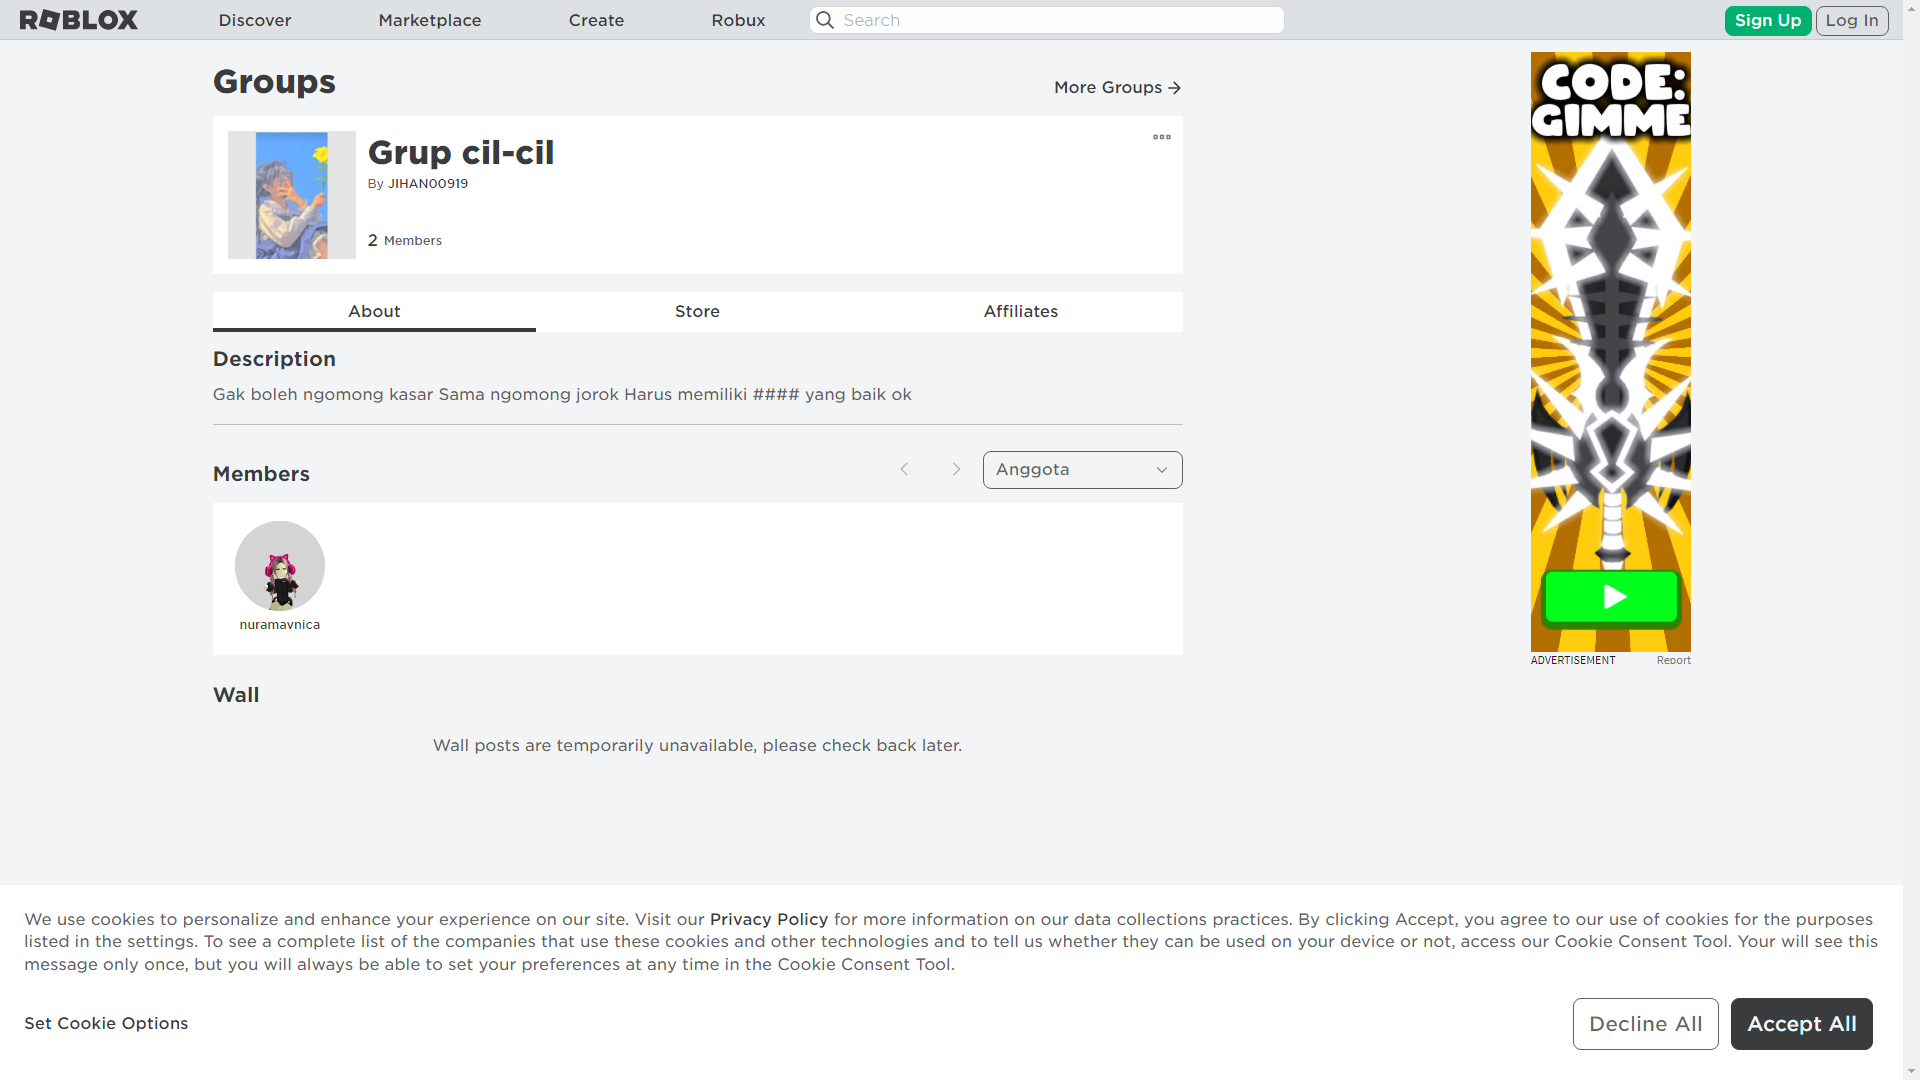 ROBLOX
Discover
Marketplace
Create
Robux
Search
Sign Up
Log In
Groups
More Groups
Grup cil-cil
By JIHAN00919
2 Members
About
Store
Affiliates
Description
Gak boleh ngomong kasar Sama ngomong jorok Harus memiliki #### yang baik ok
Members
Anggota
nuramavnica
Wall
Wall posts are temporarily unavailable, please check back later.
CODE:
GIMME
ADVERTISEMENT
Report
We use cookies to personalize and enhance your experience on our site. Visit our Privacy Policy for more information on our data collections practices. By clicking Accept, you agree to our use of cookies for the purposes
listed in the settings. To see a complete list of the companies that use these cookies and other technologies and to tell us whether they can be used on your device or not, access our Cookie Consent Tool. Your will see this
message only once, but you will always be able to set your preferences at any time in the Cookie Consent Tool.
Set Cookie Options
Decline All
Accept All